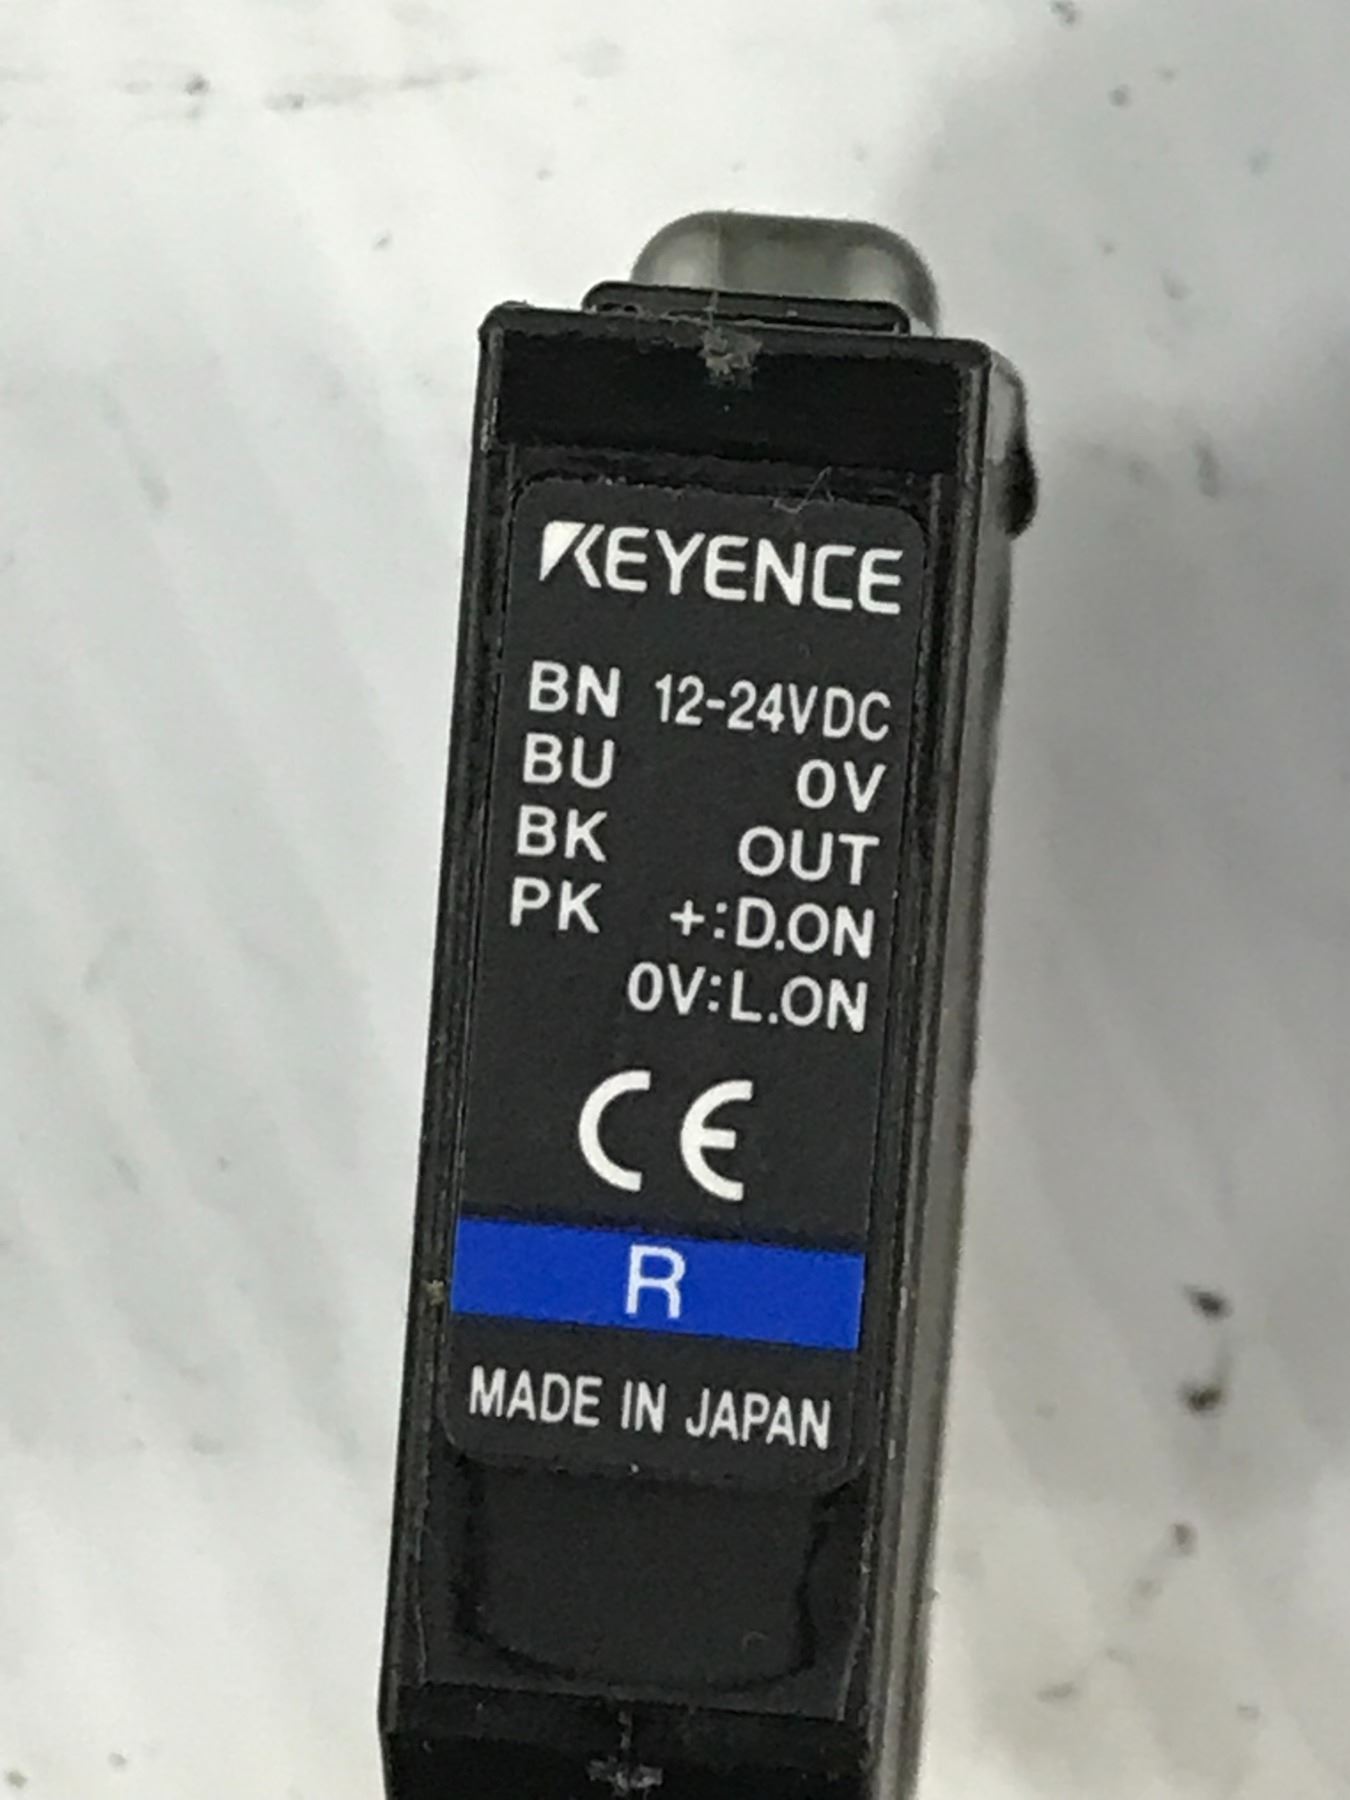 KEYENCE
BN 12-24VDC
BU 0V
BK OUT
PK +:D.ON
0V:L.ON
CE
R
MADE IN JAPAN